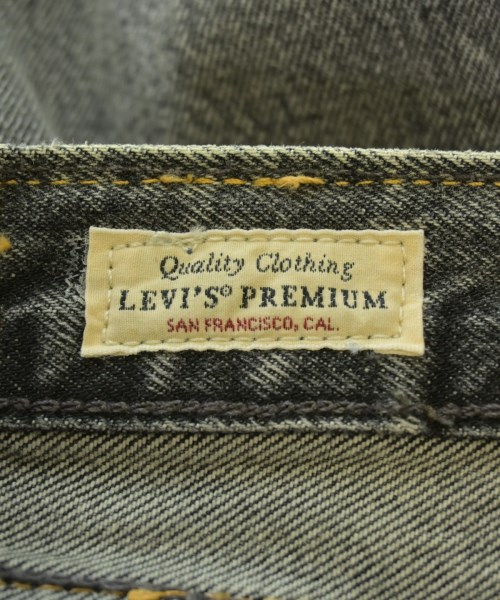 Quality Clothing
LEVI'S® PREMIUM
SAN FRANCISCO, CAL.